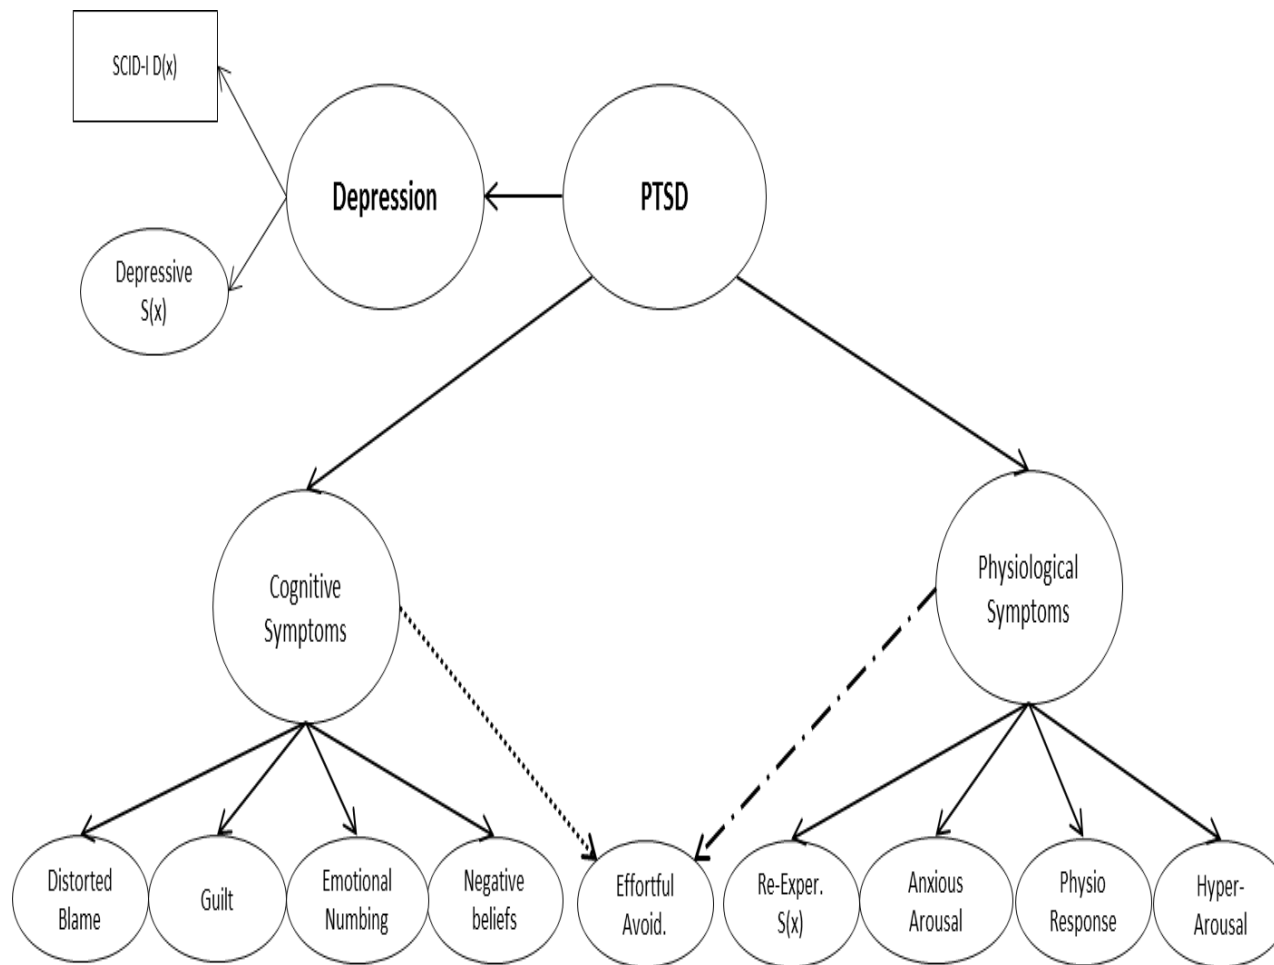 SCID-I D(x)
Depression
PTSD
Depressive
S(x)
Cognitive
Symptoms
Physiological
Symptoms
Distorted
Blame
Guilt
Emotional
Numbing
Negative
beliefs
Effortful
Avoid.
Re-Exper.
S(x)
Anxious
Arousal
Physio
Response
Hyper-
Arousal